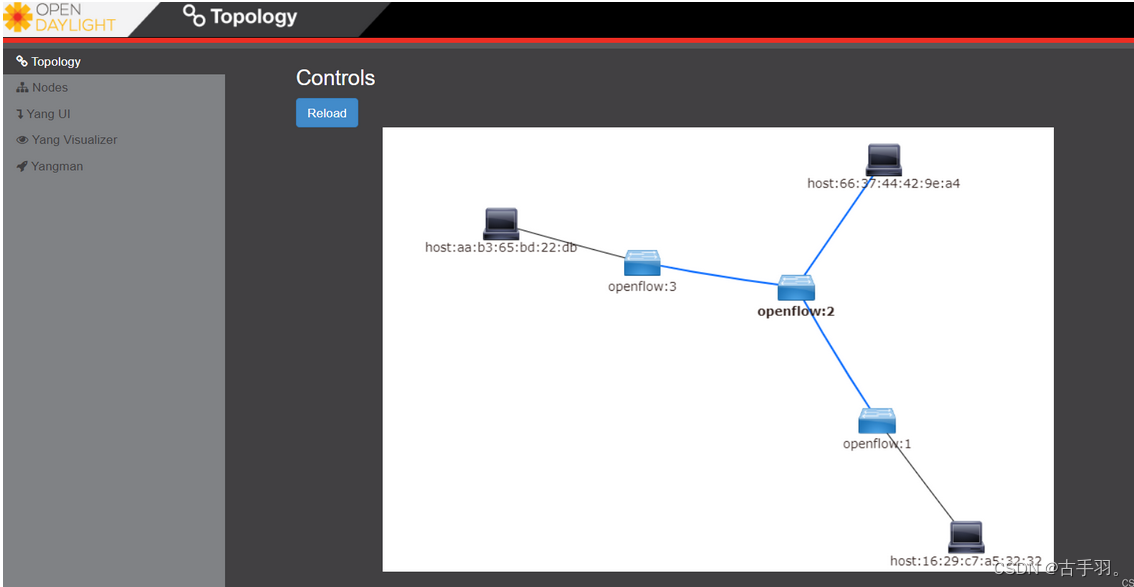 OPEN
DAYLIGHT
Topology
Topology
Nodes
Yang UI
Yang Visualizer
Yangman
Controls
Reload
host:66:37:44:42:9e:a4
host:aa:b3:65:bd:22:db
openflow:3
openflow:2
openflow:1
host:16:29:c7:a5:32:32
CSDN @古手羽。
CS